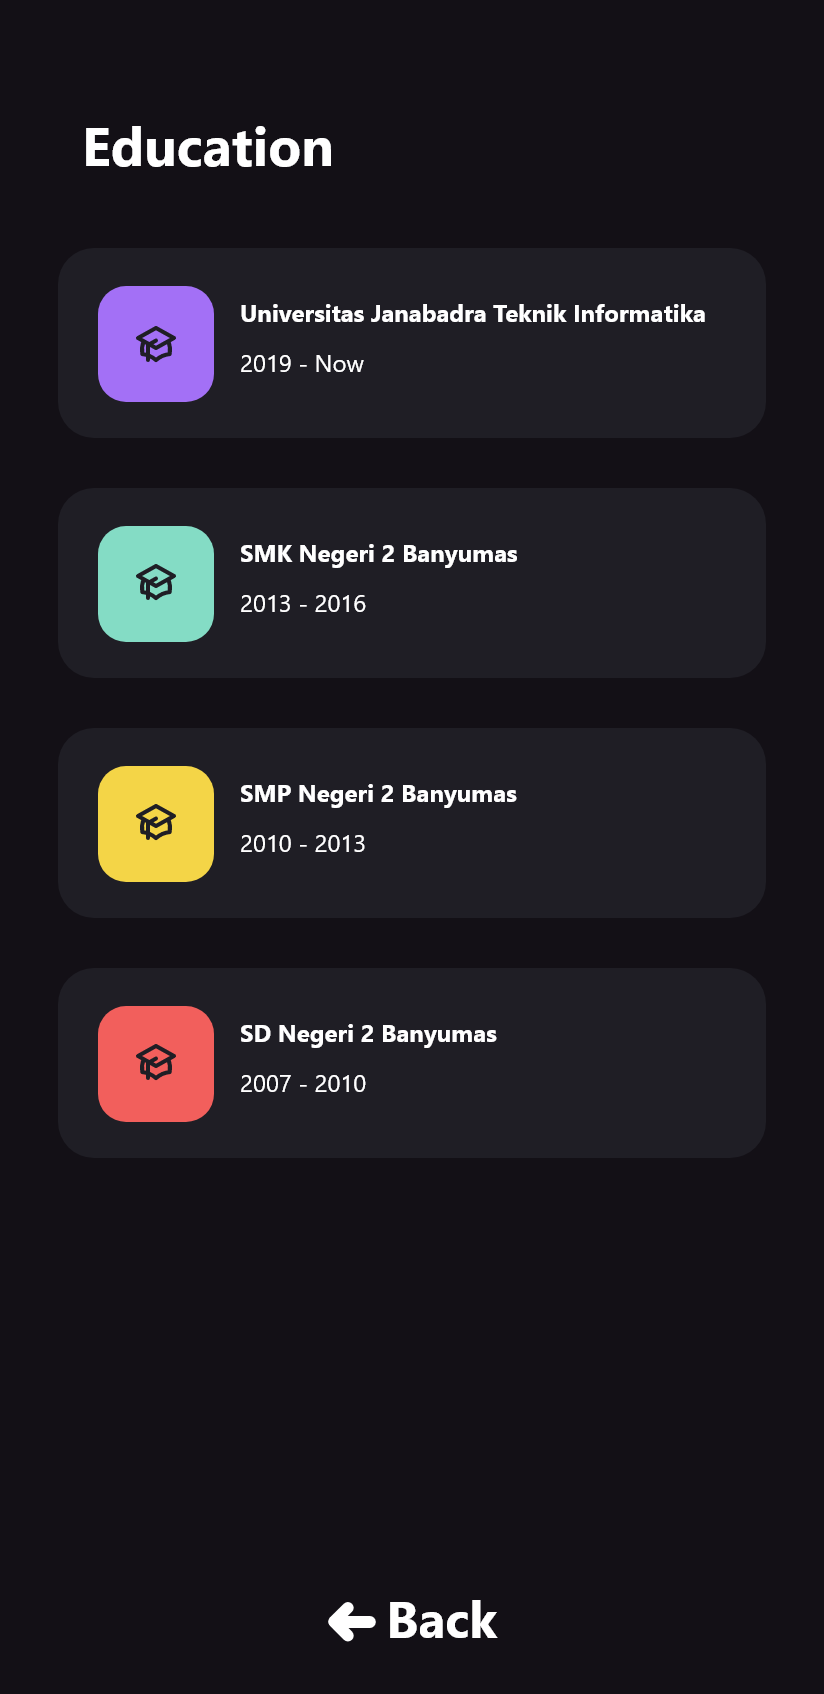 Education
Universitas Janabadra Teknik Informatika
2019 - Now
SMK Negeri 2 Banyumas
2013 - 2016
SMP Negeri 2 Banyumas
2010 - 2013
SD Negeri 2 Banyumas
2007 - 2010
Back